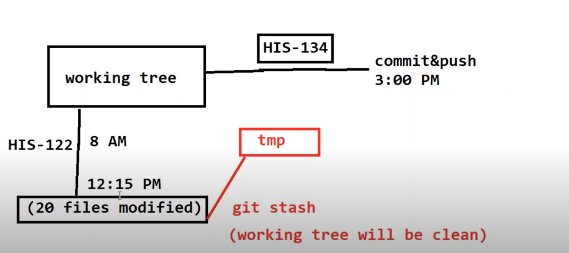 HIS-134
working tree
commit&push
3:00 PM
HIS-122
8 AM
tmp
12:15 PM
(20 files modified)
git stash
(working tree will be clean)